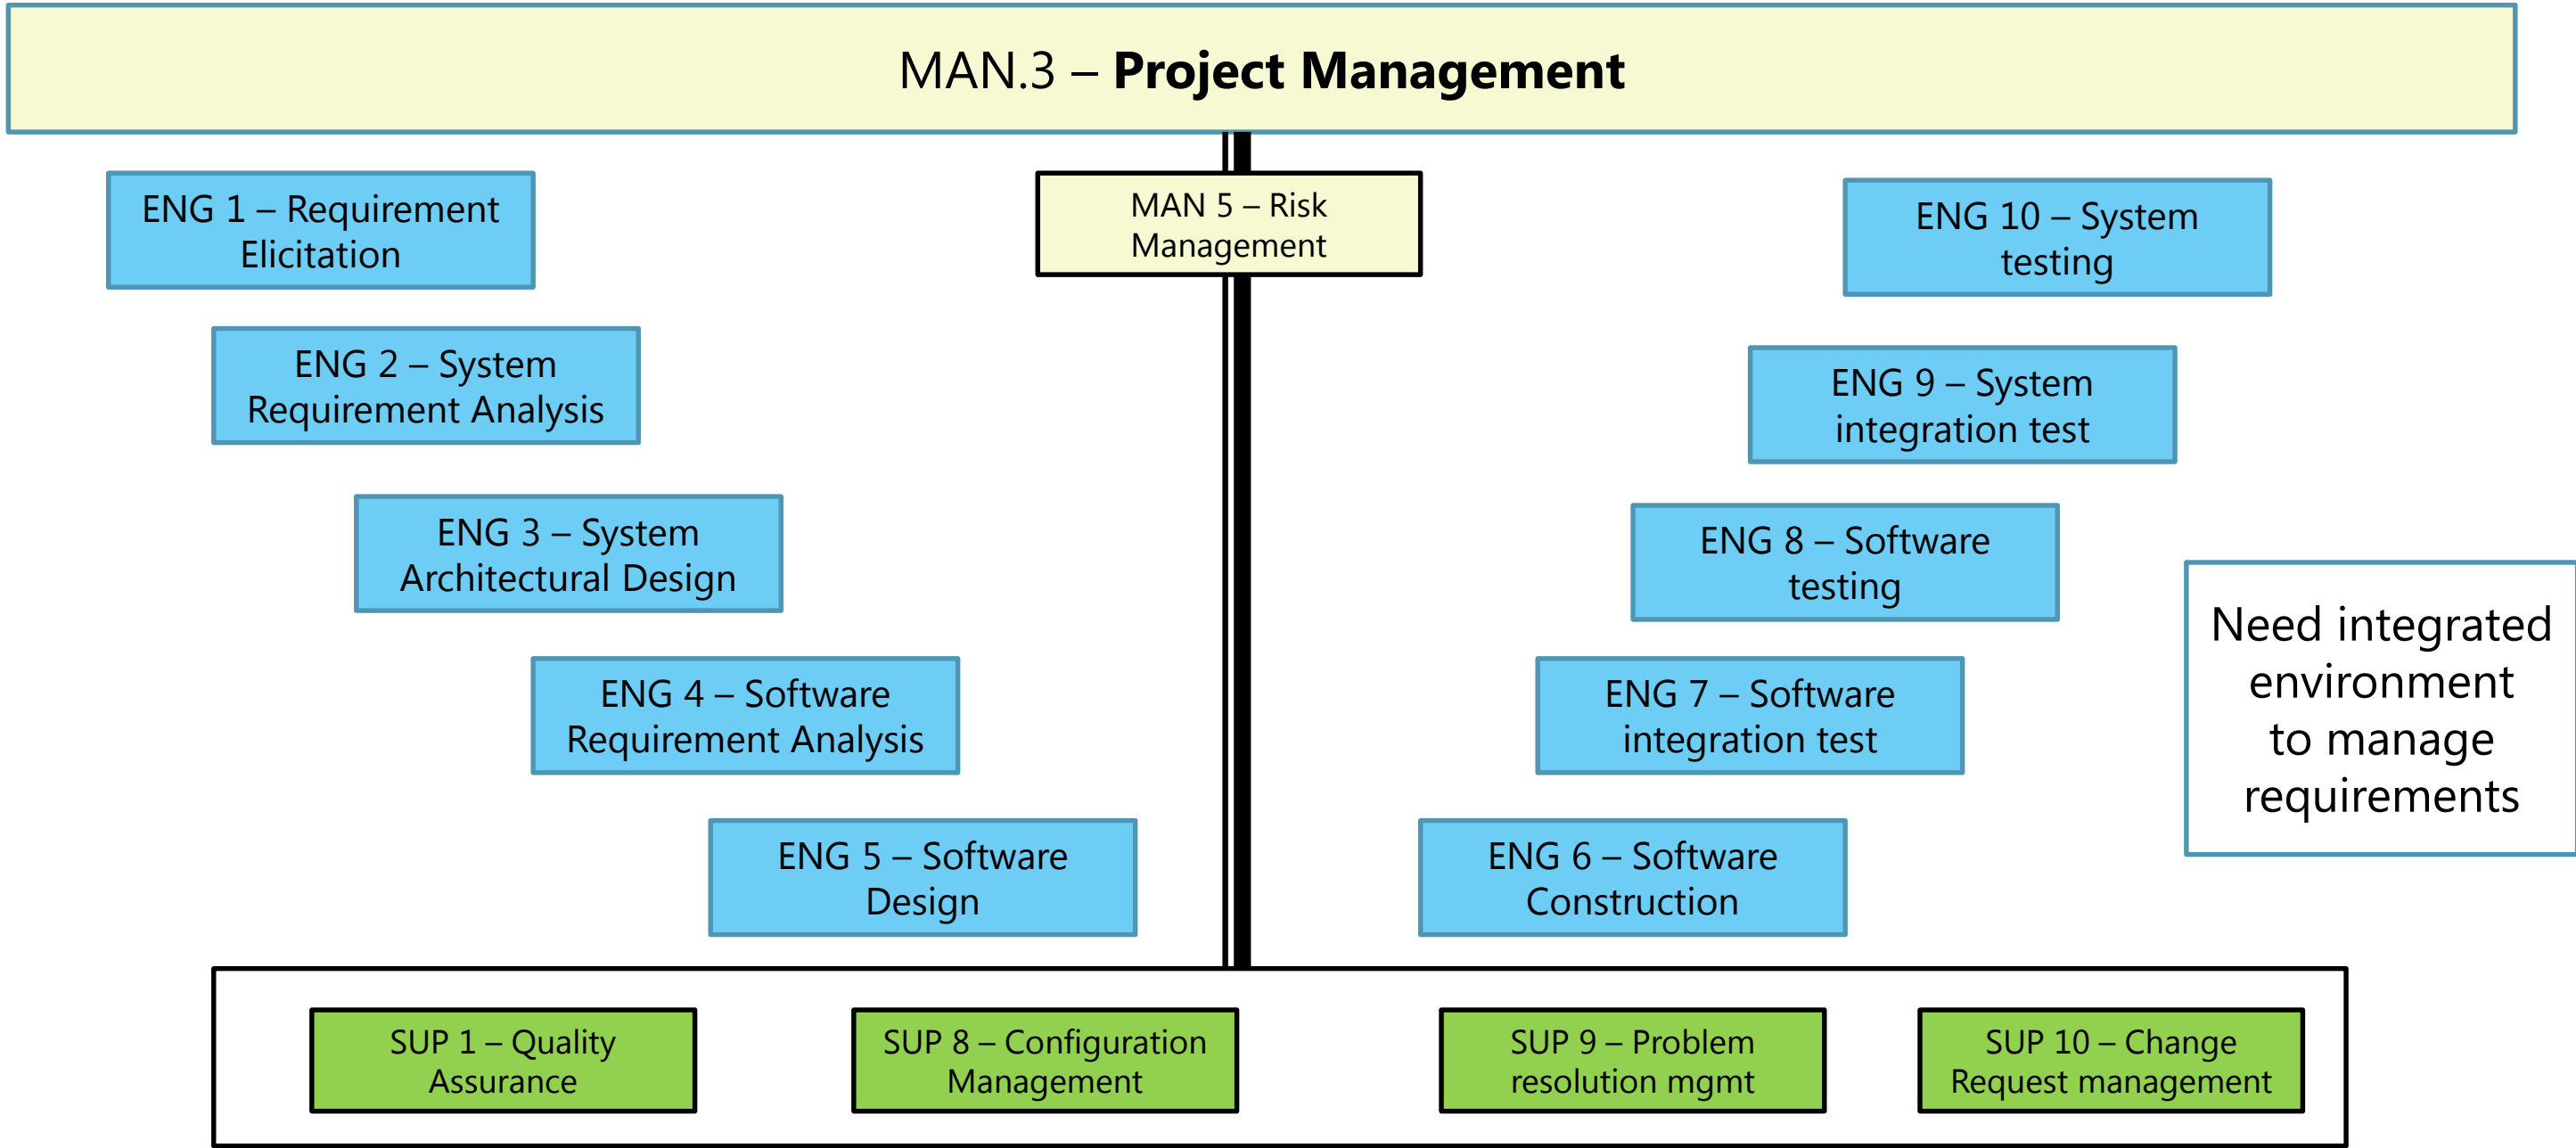 MAN.3 – Project Management
ENG 1 – Requirement
Elicitation
MAN 5 – Risk
Management
ENG 10 – System
testing
ENG 2 – System
Requirement Analysis
ENG 9 – System
integration test
ENG 3 – System
Architectural Design
ENG 8 – Software
testing
Need integrated
environment
to manage
requirements
ENG 4 – Software
Requirement Analysis
ENG 7 – Software
integration test
ENG 5 – Software
Design
ENG 6 – Software
Construction
SUP 1 – Quality
Assurance
SUP 8 – Configuration
Management
SUP 9 – Problem
resolution mgmt
SUP 10 – Change
Request management